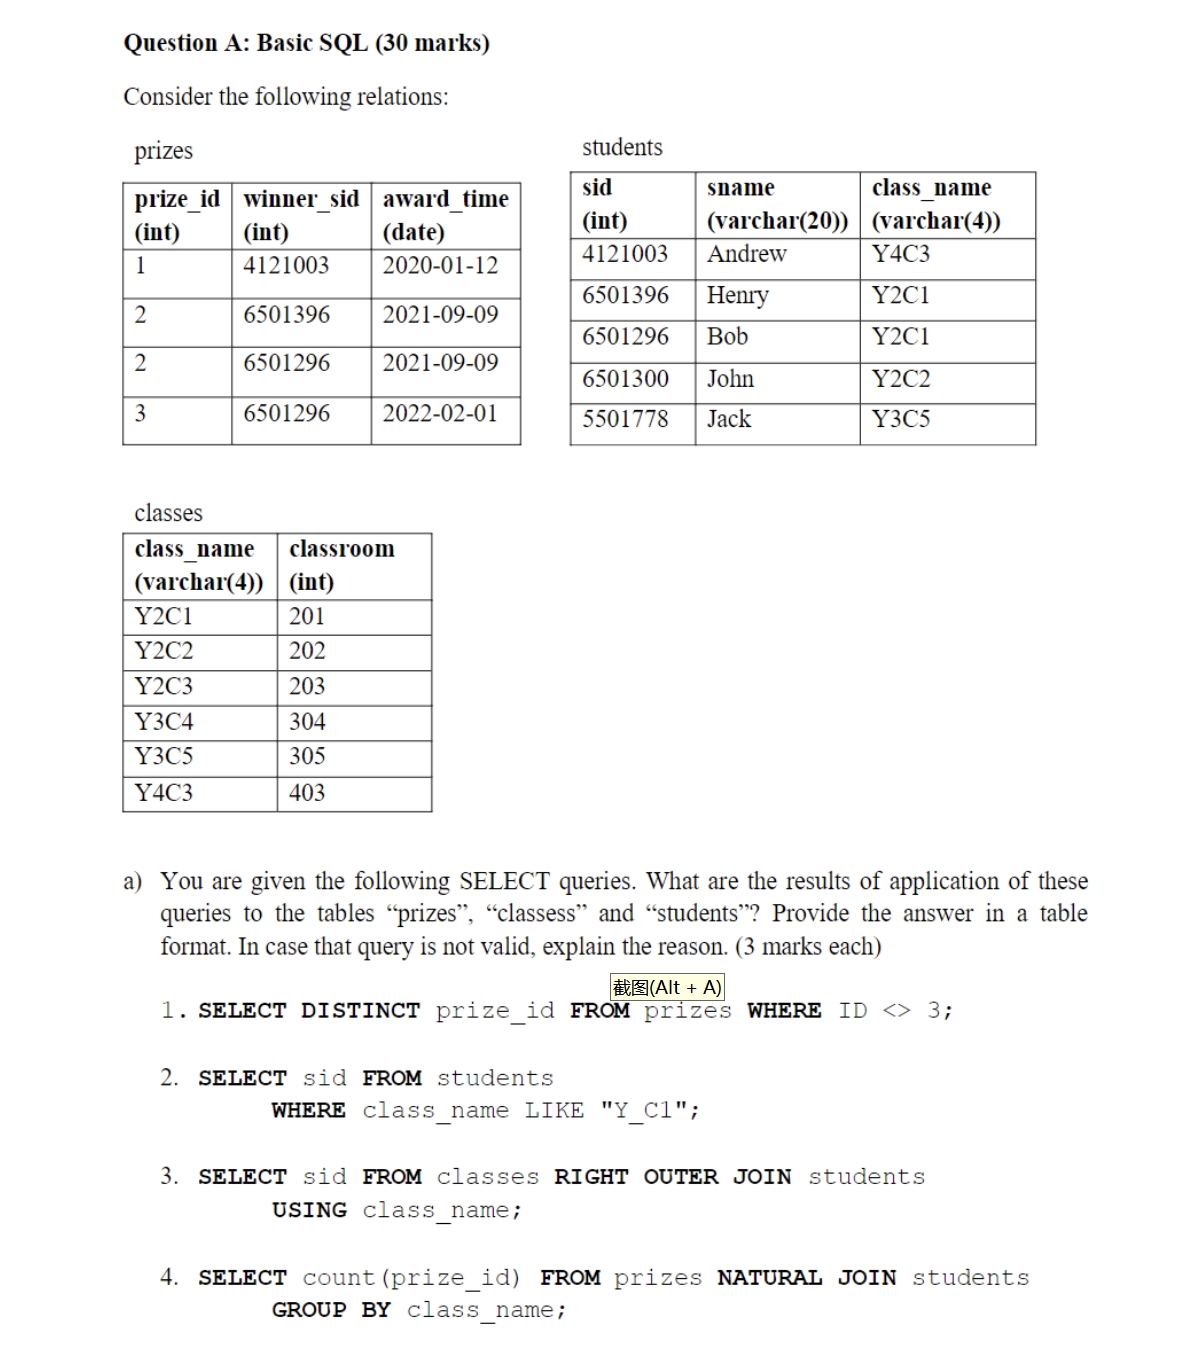 Question A: Basic SQL (30 marks)
Consider the following relations:
prizes
prize_id winner_sid award_time
(int) (int) (date)
1 4121003 2020-01-12
2 6501396 2021-09-09
2 6501296 2021-09-09
3 6501296 2022-02-01
students
sid sname class_name
(int) (varchar(20)) (varchar(4))
4121003 Andrew Y4C3
6501396 Henry Y2C1
6501296 Bob Y2C1
6501300 John Y2C2
5501778 Jack Y3C5
classes
class_name classroom
(varchar(4)) (int)
Y2C1 201
Y2C2 202
Y2C3 203
Y3C4 304
Y3C5 305
Y4C3 403
a) You are given the following SELECT queries. What are the results of application of these
queries to the tables “prizes”, “classess” and “students”? Provide the answer in a table
format. In case that query is not valid, explain the reason. (3 marks each)
截图(Alt + A)
1. SELECT DISTINCT prize_id FROM prizes WHERE ID <> 3;
2. SELECT sid FROM students
WHERE class_name LIKE "Y_C1";
3. SELECT sid FROM classes RIGHT OUTER JOIN students
USING class_name;
4. SELECT count(prize_id) FROM prizes NATURAL JOIN students
GROUP BY class_name;